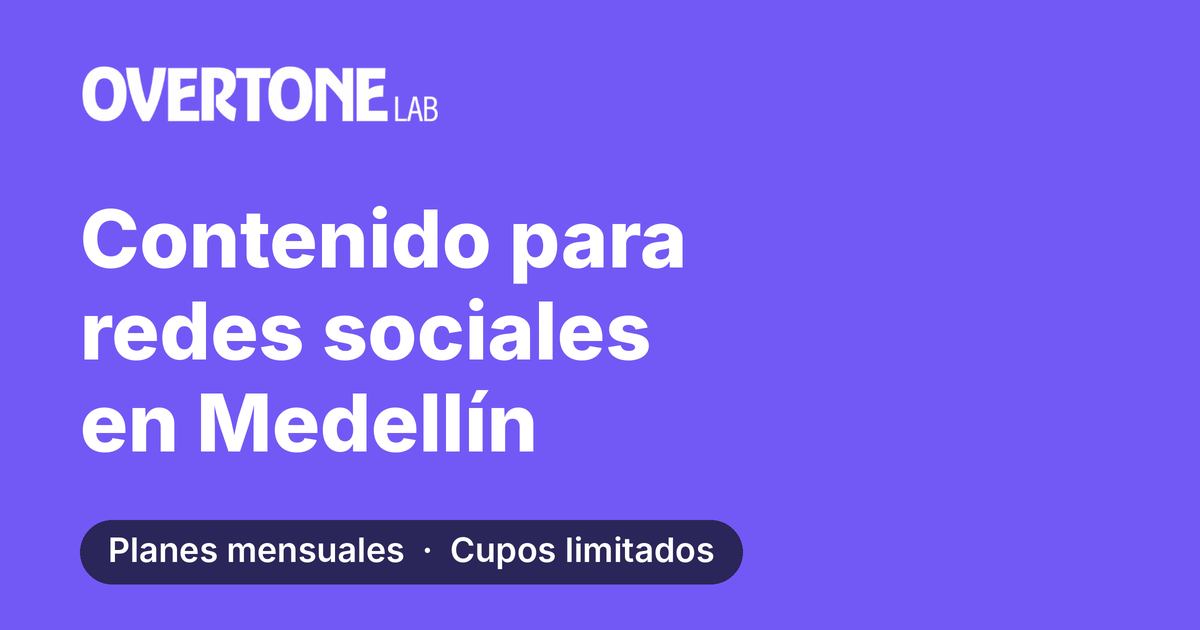 OVERTONE LAB
Contenido para
redes sociales
en Medellín
Planes mensuales · Cupos limitados